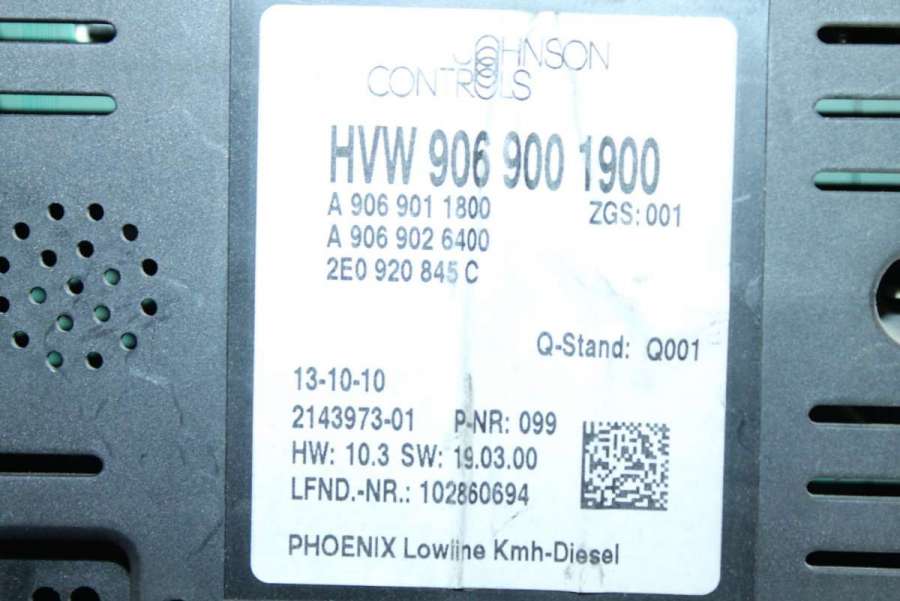 JOHNSON
CONTROLS
HVW 906 900 1900
A 906 901 1800 ZGS: 001
A 906 902 6400
2E0 920 845 C
Q-Stand: Q001
13-10-10
2143973-01 P-NR: 099
HW: 10.3 SW: 19.03.00
LFND.-NR.: 102860694
PHOENIX Lowline Kmh-Diesel